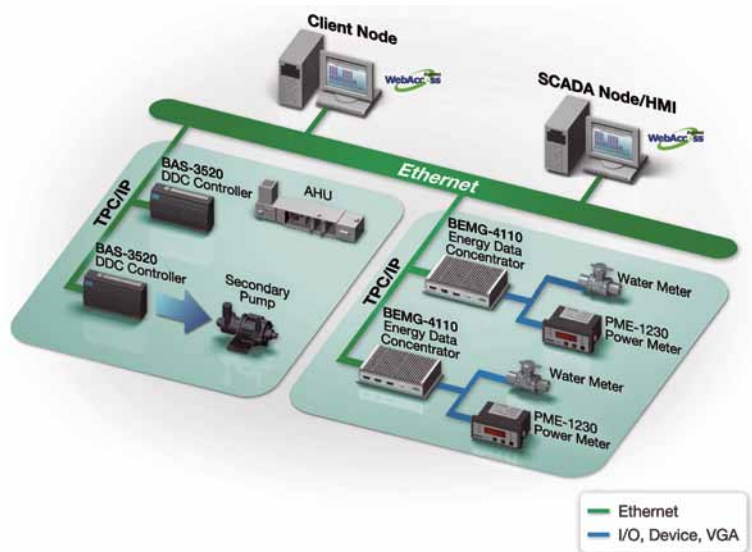 Client Node
WebAccess
SCADA Node/HMI
WebAccess
Ethernet
TPC/IP
BAS-3520
DDC Controller
AHU
BAS-3520
DDC Controller
Secondary
Pump
TPC/IP
BEMG-4110
Energy Data
Concentrator
Water Meter
PME-1230
Power Meter
BEMG-4110
Energy Data
Concentrator
Water Meter
PME-1230
Power Meter
Ethernet
I/O, Device, VGA